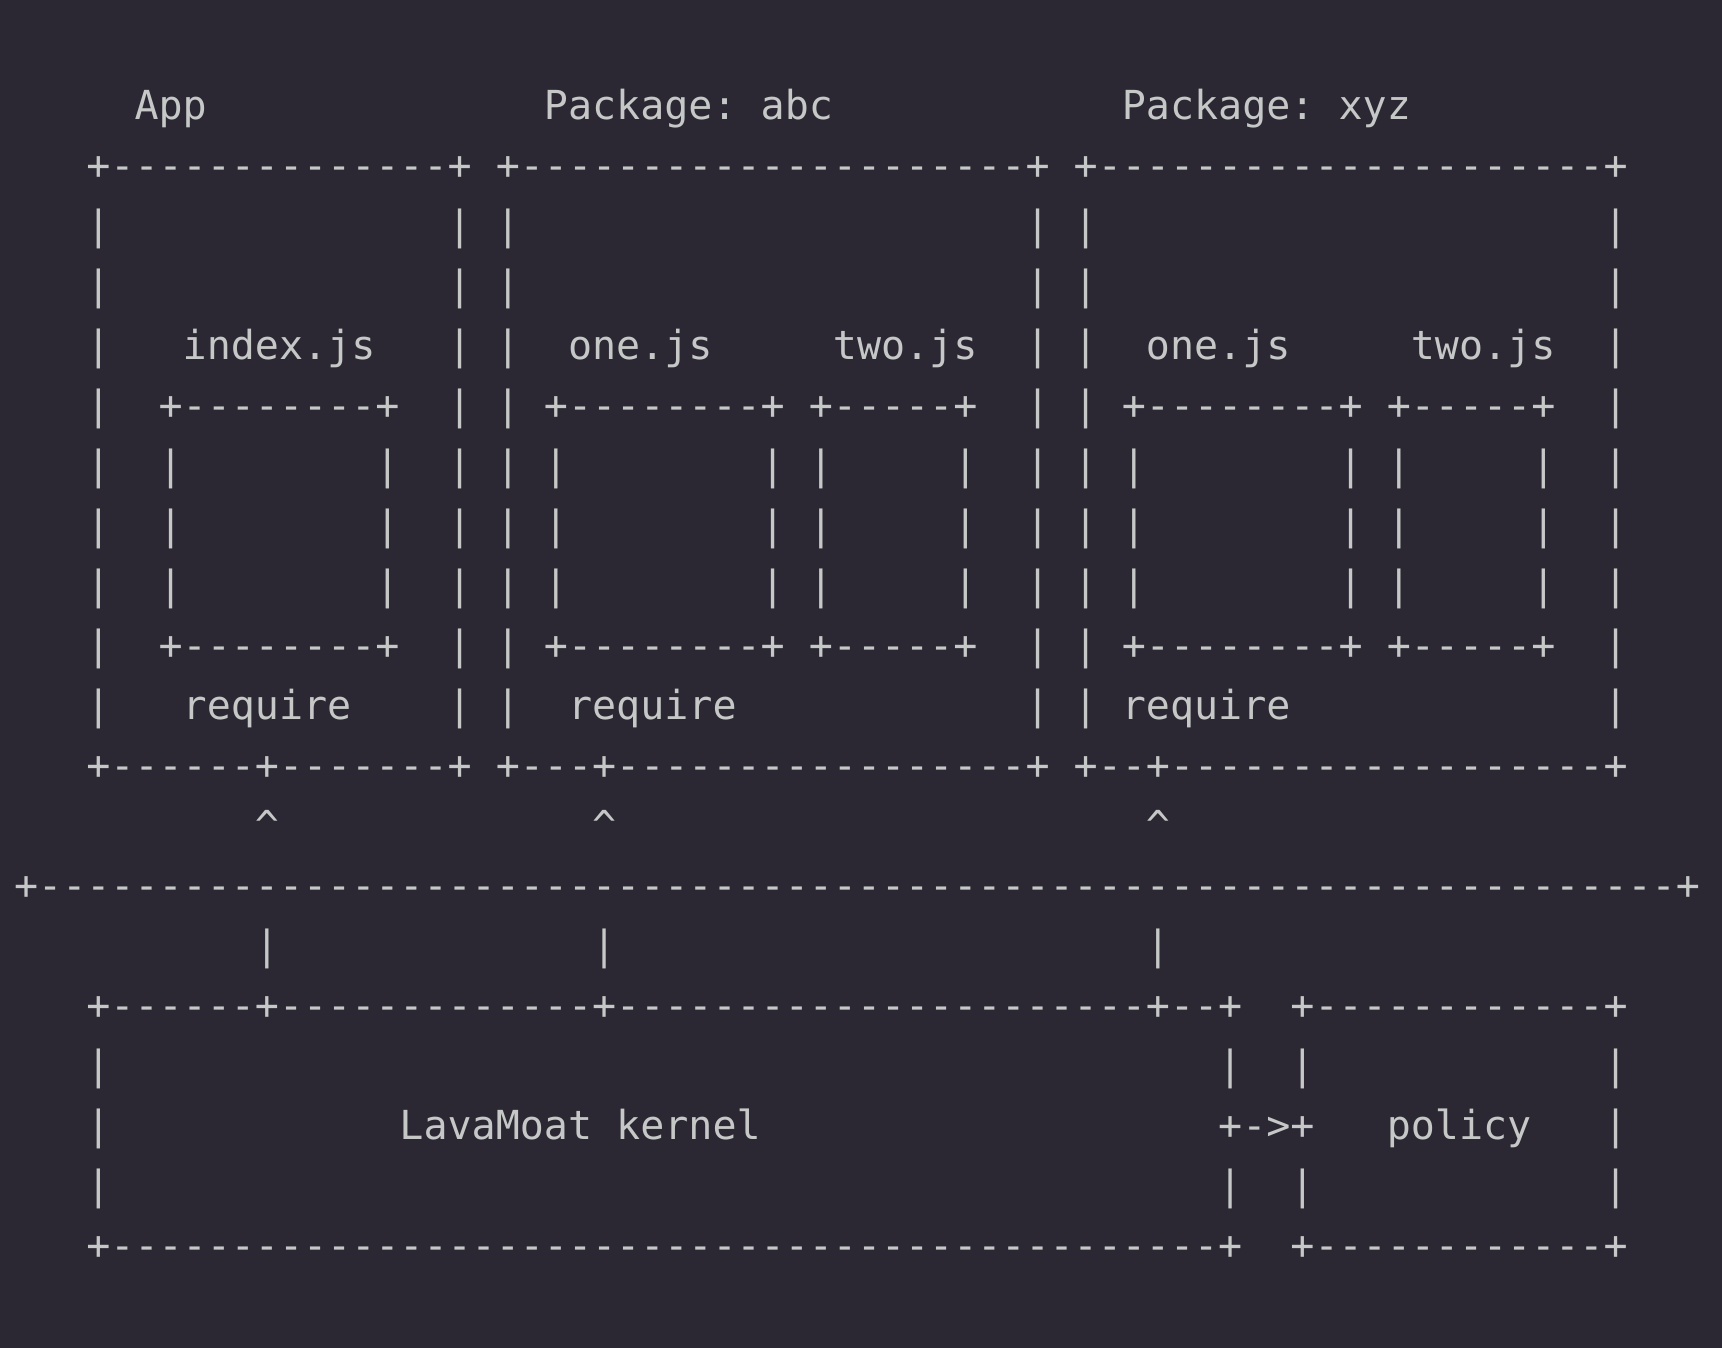 App              Package: abc            Package: xyz
   +--------------+ +---------------------+ +---------------------+
   |              | |                     | |                     |
   |              | |                     | |                     |
   |   index.js   | |  one.js     two.js  | |  one.js     two.js  |
   |  +--------+  | | +--------+ +-----+  | | +--------+ +-----+  |
   |  |        |  | | |        | |     |  | | |        | |     |  |
   |  |        |  | | |        | |     |  | | |        | |     |  |
   |  |        |  | | |        | |     |  | | |        | |     |  |
   |  +--------+  | | +--------+ +-----+  | | +--------+ +-----+  |
   |   require    | |  require            | | require             |
   +------+-------+ +---+-----------------+ +--+------------------+
          ^             ^                      ^
+--------------------------------------------------------------------+
          |             |                      |
   +------+-------------+----------------------+--+  +------------+
   |                                              |  |            |
   |            LavaMoat kernel                   +->+   policy   |
   |                                              |  |            |
   +----------------------------------------------+  +------------+